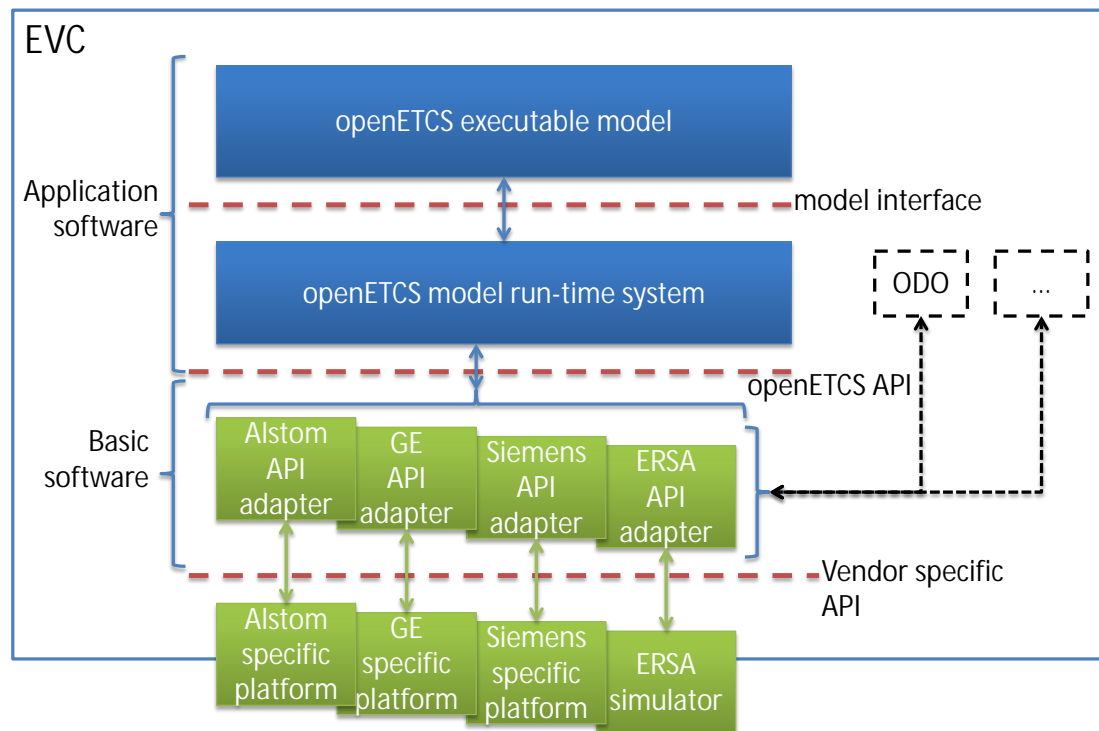 EVC
openETCS executable model
Application
software
model interface
openETCS model run-time system
ODO
...
openETCS API
Basic
software
Alstom
API
adapter
GE
API
adapter
Siemens
API
adapter
ERSA
API
adapter
Vendor specific
API
Alstom
specific
platform
GE
specific
platform
Siemens
specific
platform
ERSA
simulator